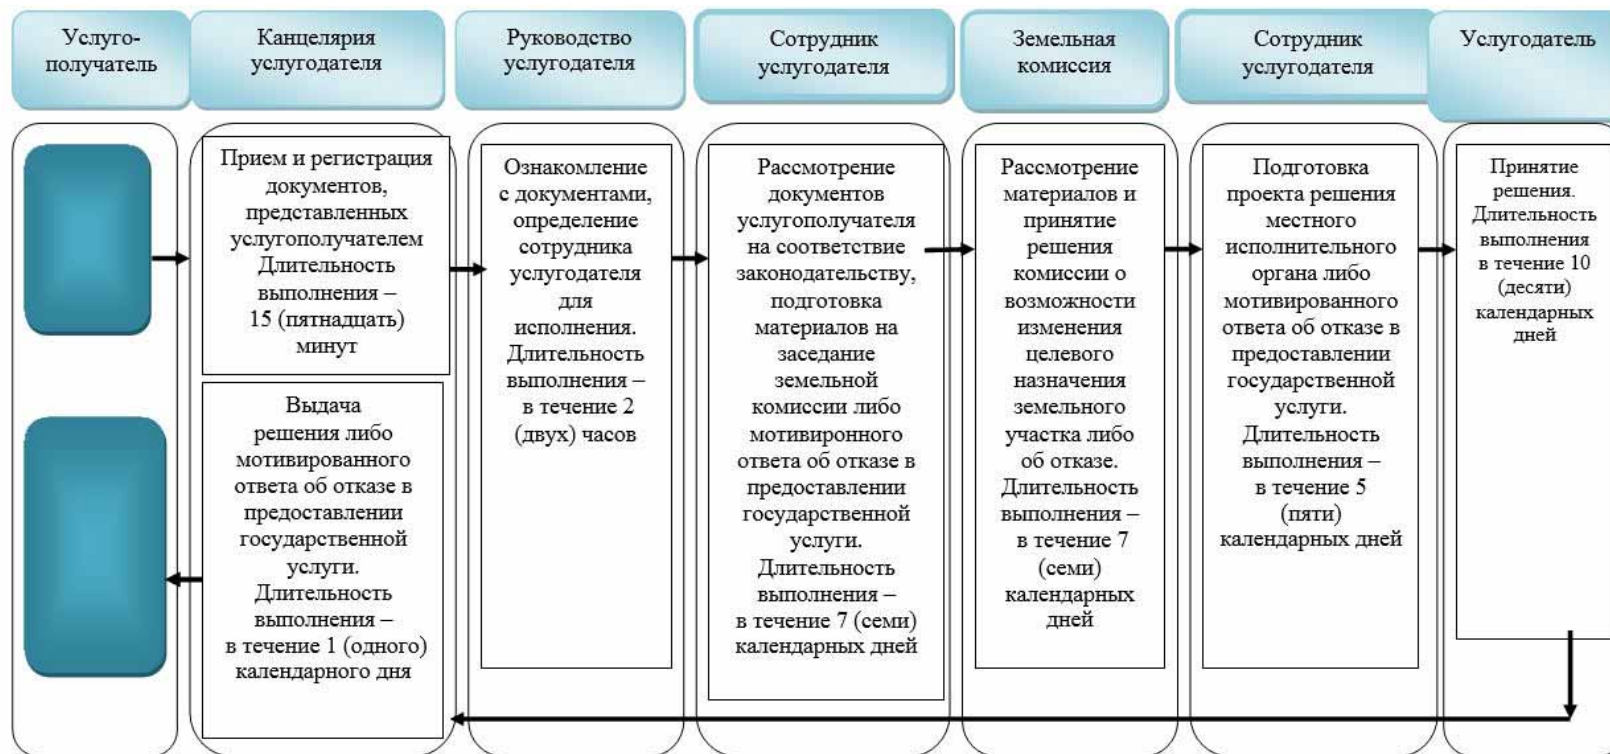 Услуго-
получатель
Канцелярия
услугодателя
Руководство
услугодателя
Сотрудник
услугодателя
Земельная
комиссия
Сотрудник
услугодателя
Услугодатель
Прием и регистрация
документов,
представленных
услугополучателем
Длительность
выполнения –
15 (пятнадцать)
минут
Выдача
решения либо
мотивированного
ответа об отказе в
предоставлении
государственной
услуги.
Длительность
выполнения –
в течение 1 (одного)
календарного дня
Ознакомление
с документами,
определение
сотрудника
услугодателя
для
исполнения.
Длительность
выполнения –
в течение 2
(двух) часов
Рассмотрение
документов
услугополучателя
на соответствие
законодательству,
подготовка
материалов на
заседание
земельной
комиссии либо
мотивиронного
ответа об отказе в
предоставлении
государственной
услуги.
Длительность
выполнения –
в течение 7 (семи)
календарных дней
Рассмотрение
материалов и
принятие
решения
комиссии о
возможности
изменения
целевого
назначения
земельного
участка либо
об отказе.
Длительность
выполнения –
в течение 7
(семи)
календарных
дней
Подготовка
проекта решения
местного
исполнительного
органа либо
мотивированного
ответа об отказе в
предоставлении
государственной
услуги.
Длительность
выполнения –
в течение 5
(пяти)
календарных дней
Принятие
решения.
Длительность
выполнения
в течение 10
(десяти)
календарных
дней